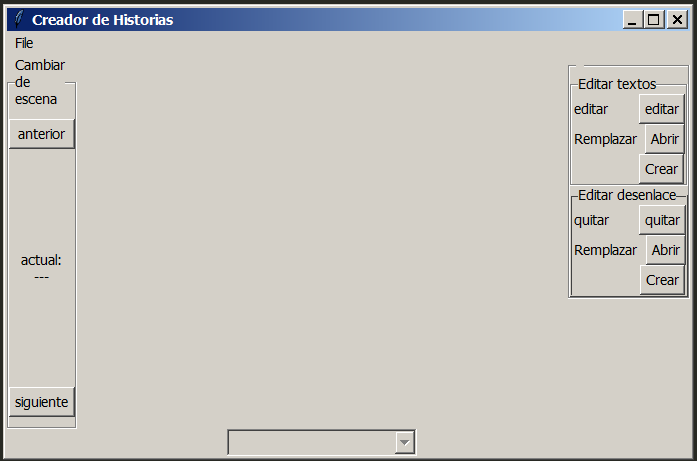 Creador de Historias
File
Cambiar
de
escena
anterior
actual:
---
siguiente
Editar textos
editar editar
Remplazar Abrir
Crear
Editar desenlace
quitar quitar
Remplazar Abrir
Crear